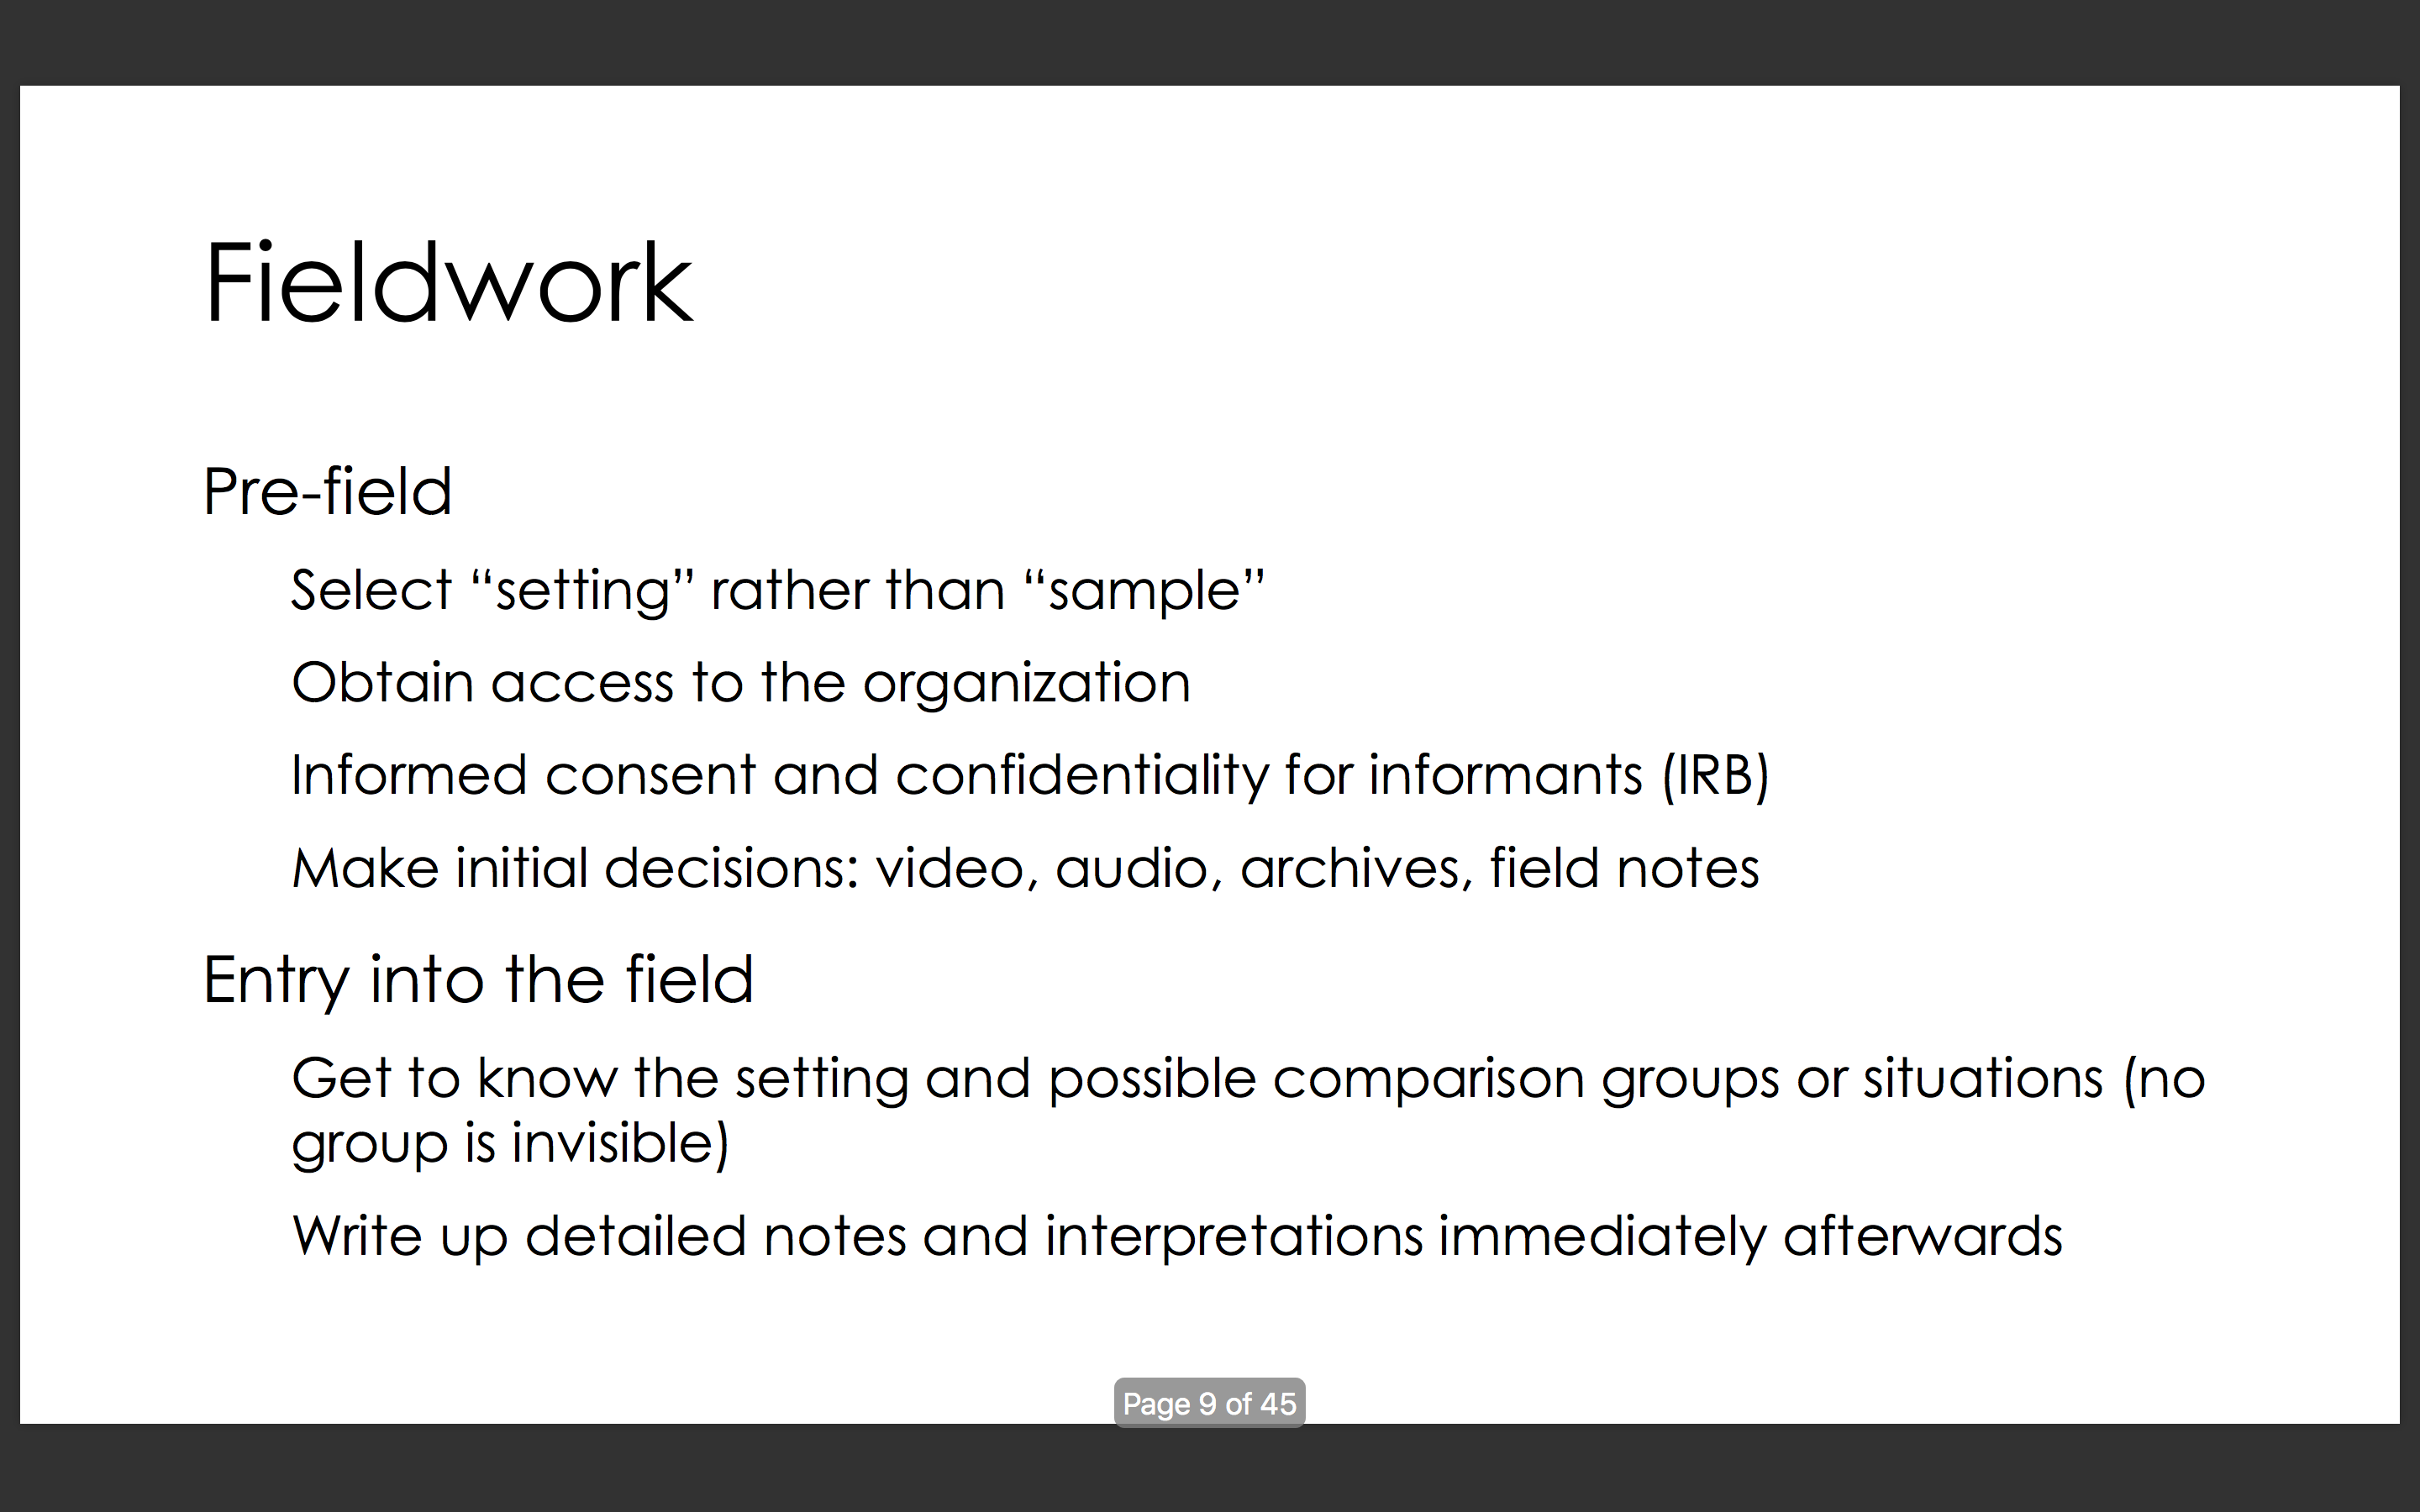 Fieldwork
Pre-field
Select “setting” rather than “sample”
Obtain access to the organization
Informed consent and confidentiality for informants (IRB)
Make initial decisions: video, audio, archives, field notes
Entry into the field
Get to know the setting and possible comparison groups or situations (no
group is invisible)
Write up detailed notes and interpretations immediately afterwards
Page 9 of 45